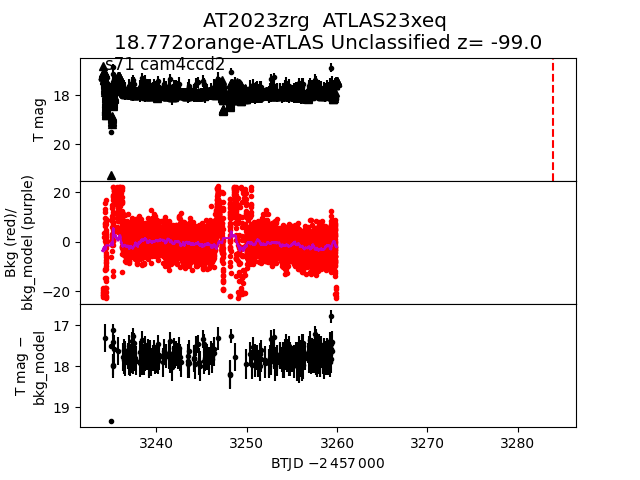 AT2023zrg  ATLAS23xeq
18.772orange-ATLAS Unclassified z= -99.0
s71 cam4ccd2
T mag
18
20
Bkg (red)/
bkg_model (purple)
20
0
−20
T mag −
bkg_model
17
18
19
3240
3250
3260
3270
3280
BTJD −2 457 000